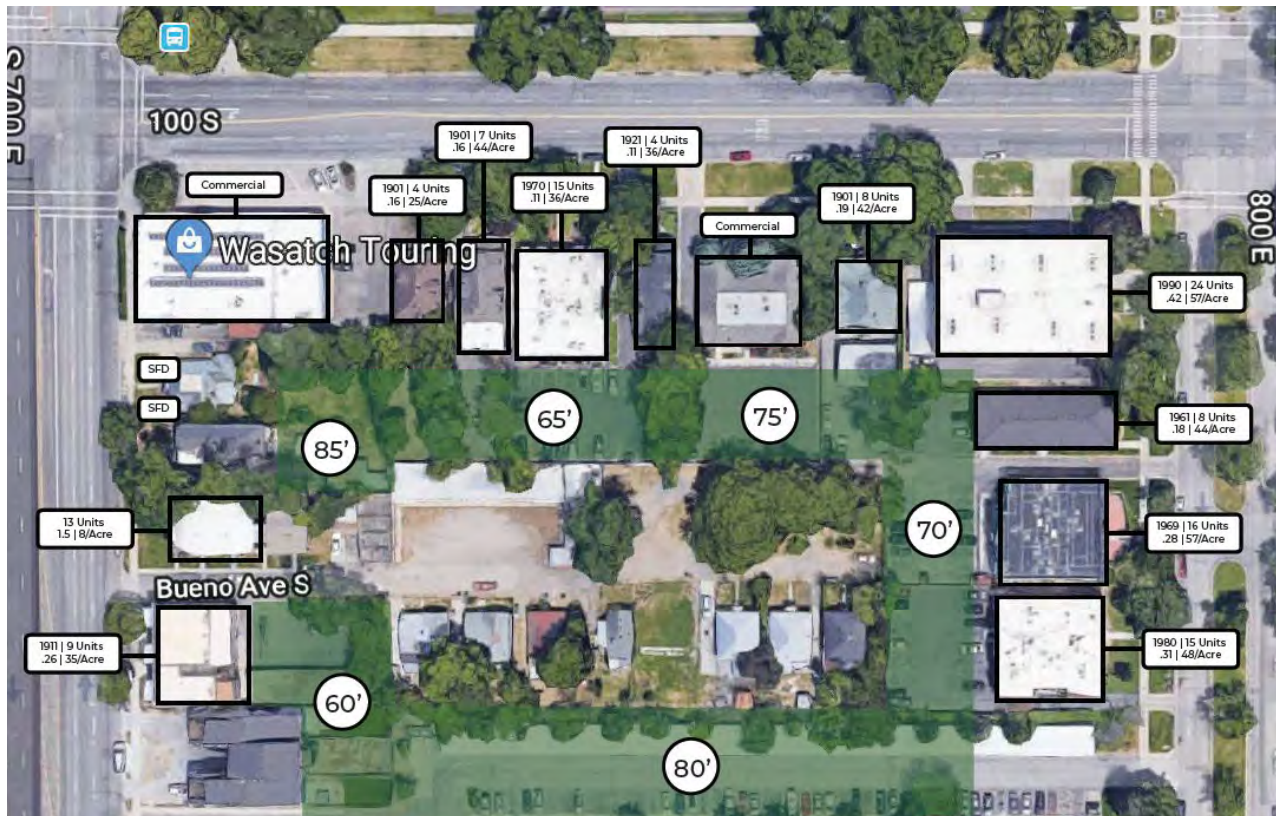 S 700 E
100 S
1901 | 7 Units
.16 | 44/Acre
1921 | 4 Units
.11 | 36/Acre
Commercial
1901 | 4 Units
.16 | 25/Acre
1970 | 15 Units
.11 | 36/Acre
1901 | 8 Units
.19 | 42/Acre
Commercial
800 E
Wasatch Touring
1990 | 24 Units
.42 | 57/Acre
SFD
SFD
85’
65’
75’
1961 | 8 Units
.18 | 44/Acre
13 Units
1.5 | 8/Acre
70’
1969 | 16 Units
.28 | 57/Acre
Bueno Ave S
1911 | 9 Units
.26 | 35/Acre
1980 | 15 Units
.31 | 48/Acre
60’
80’